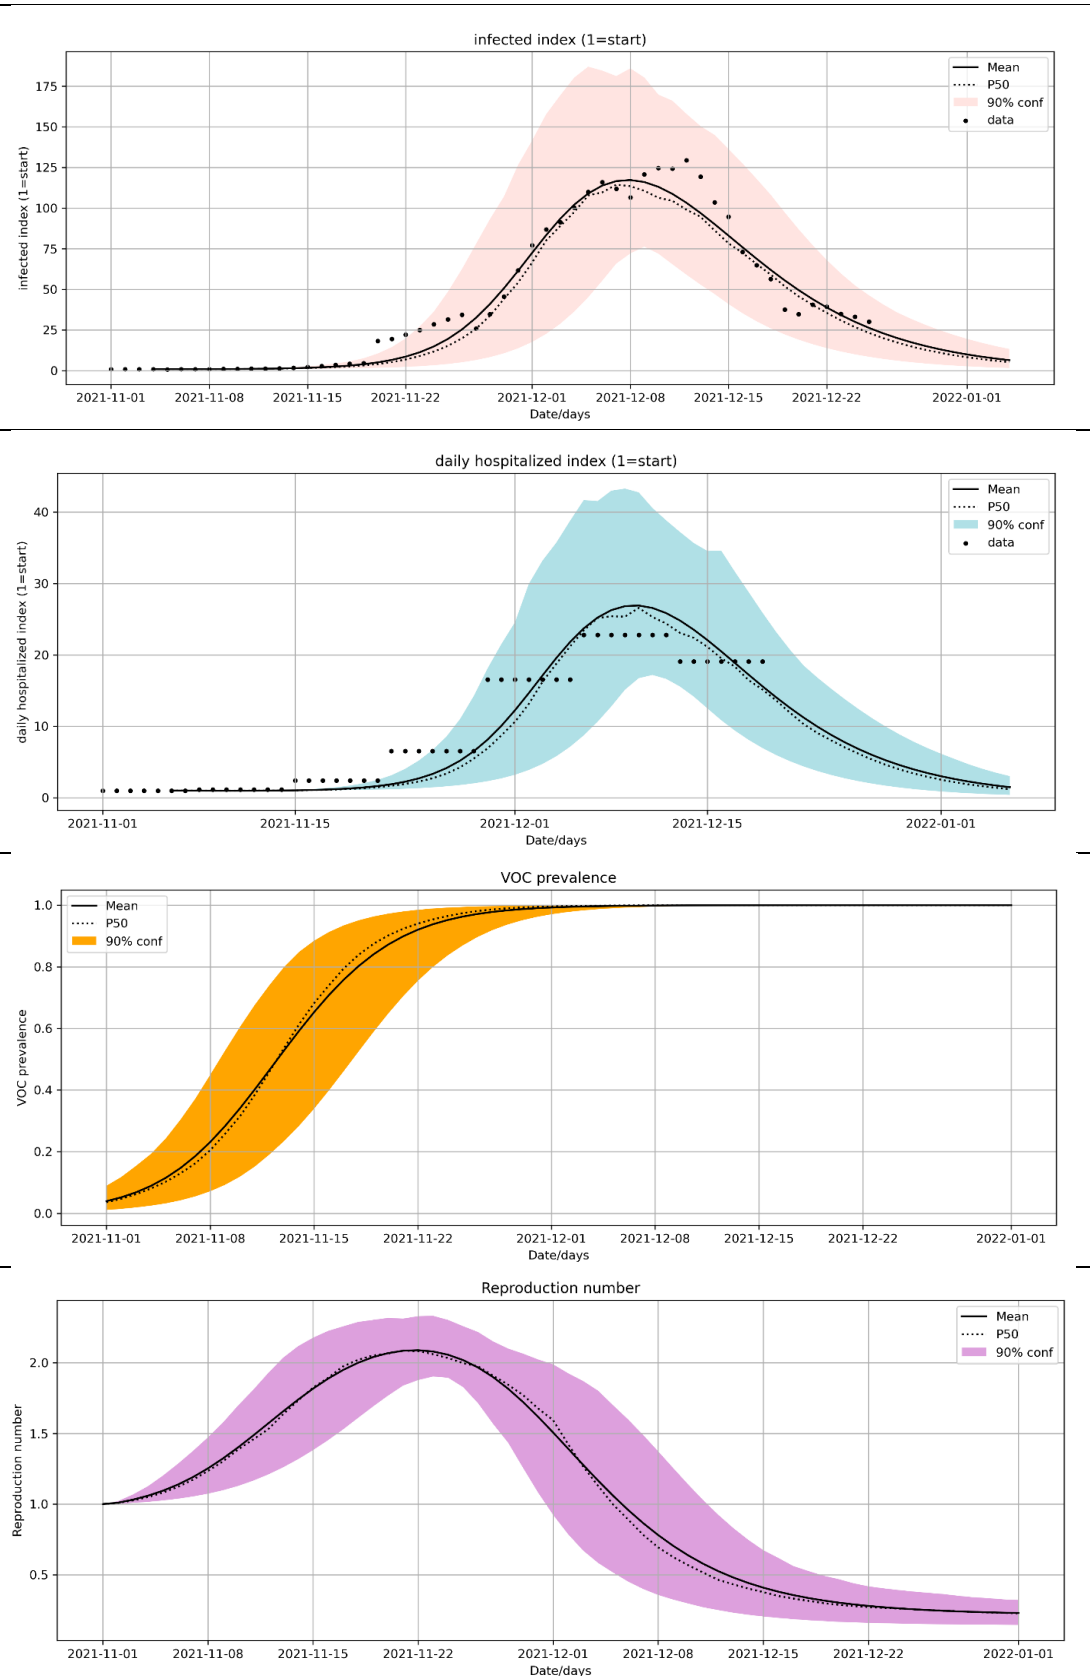 infected index (1=start)
infected index (1=start)
175
150
125
100
75
50
25
0
Mean
P50
90% conf
data
2021-11-01 2021-11-08 2021-11-15 2021-11-22 2021-12-01 2021-12-08 2021-12-15 2021-12-22 2022-01-01
Date/days
daily hospitalized index (1=start)
daily hospitalized index (1=start)
40
30
20
10
0
Mean
P50
90% conf
data
2021-11-01 2021-11-15 2021-12-01 2021-12-15 2022-01-01
Date/days
VOC prevalence
VOC prevalence
1.0
0.8
0.6
0.4
0.2
0.0
Mean
P50
90% conf
2021-11-01 2021-11-08 2021-11-15 2021-11-22 2021-12-01 2021-12-08 2021-12-15 2021-12-22 2022-01-01
Date/days
Reproduction number
Reproduction number
2.0
1.5
1.0
0.5
Mean
P50
90% conf
2021-11-01 2021-11-08 2021-11-15 2021-11-22 2021-12-01 2021-12-08 2021-12-15 2021-12-22 2022-01-01
Date/days